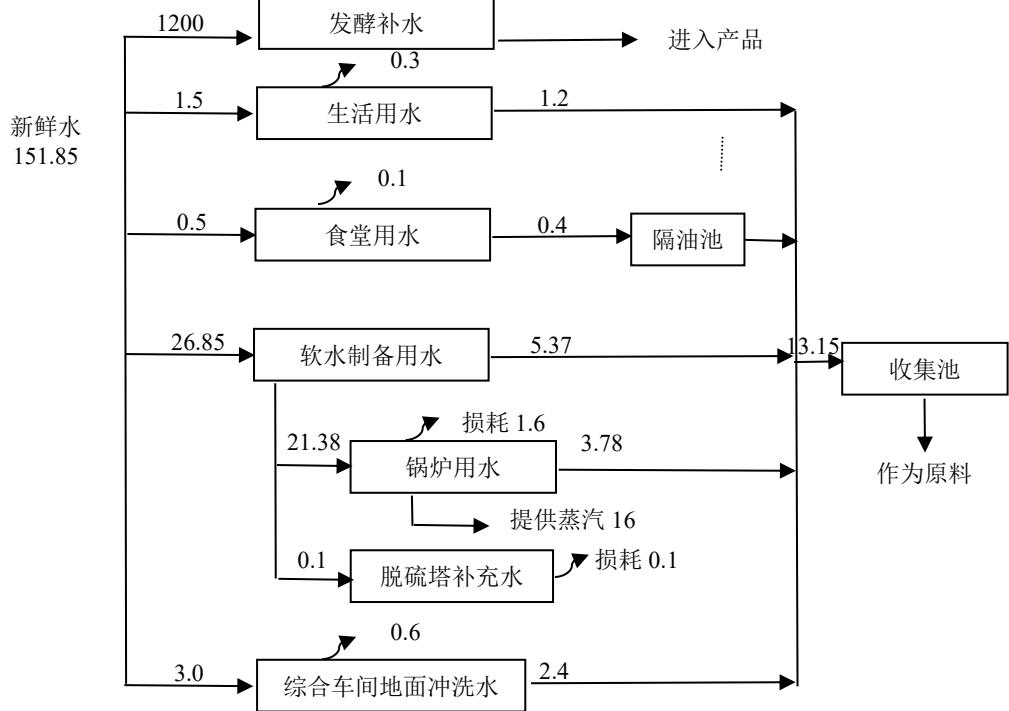 1200
发酵补水
进入产品
0.3
1.5
生活用水
1.2
新鲜水
151.85
0.1
0.5
食堂用水
0.4
隔油池
26.85
软水制备用水
5.37
13.15
收集池
损耗 1.6
21.38
锅炉用水
3.78
作为原料
提供蒸汽 16
0.1
脱硫塔补充水
损耗 0.1
0.6
3.0
综合车间地面冲洗水
2.4